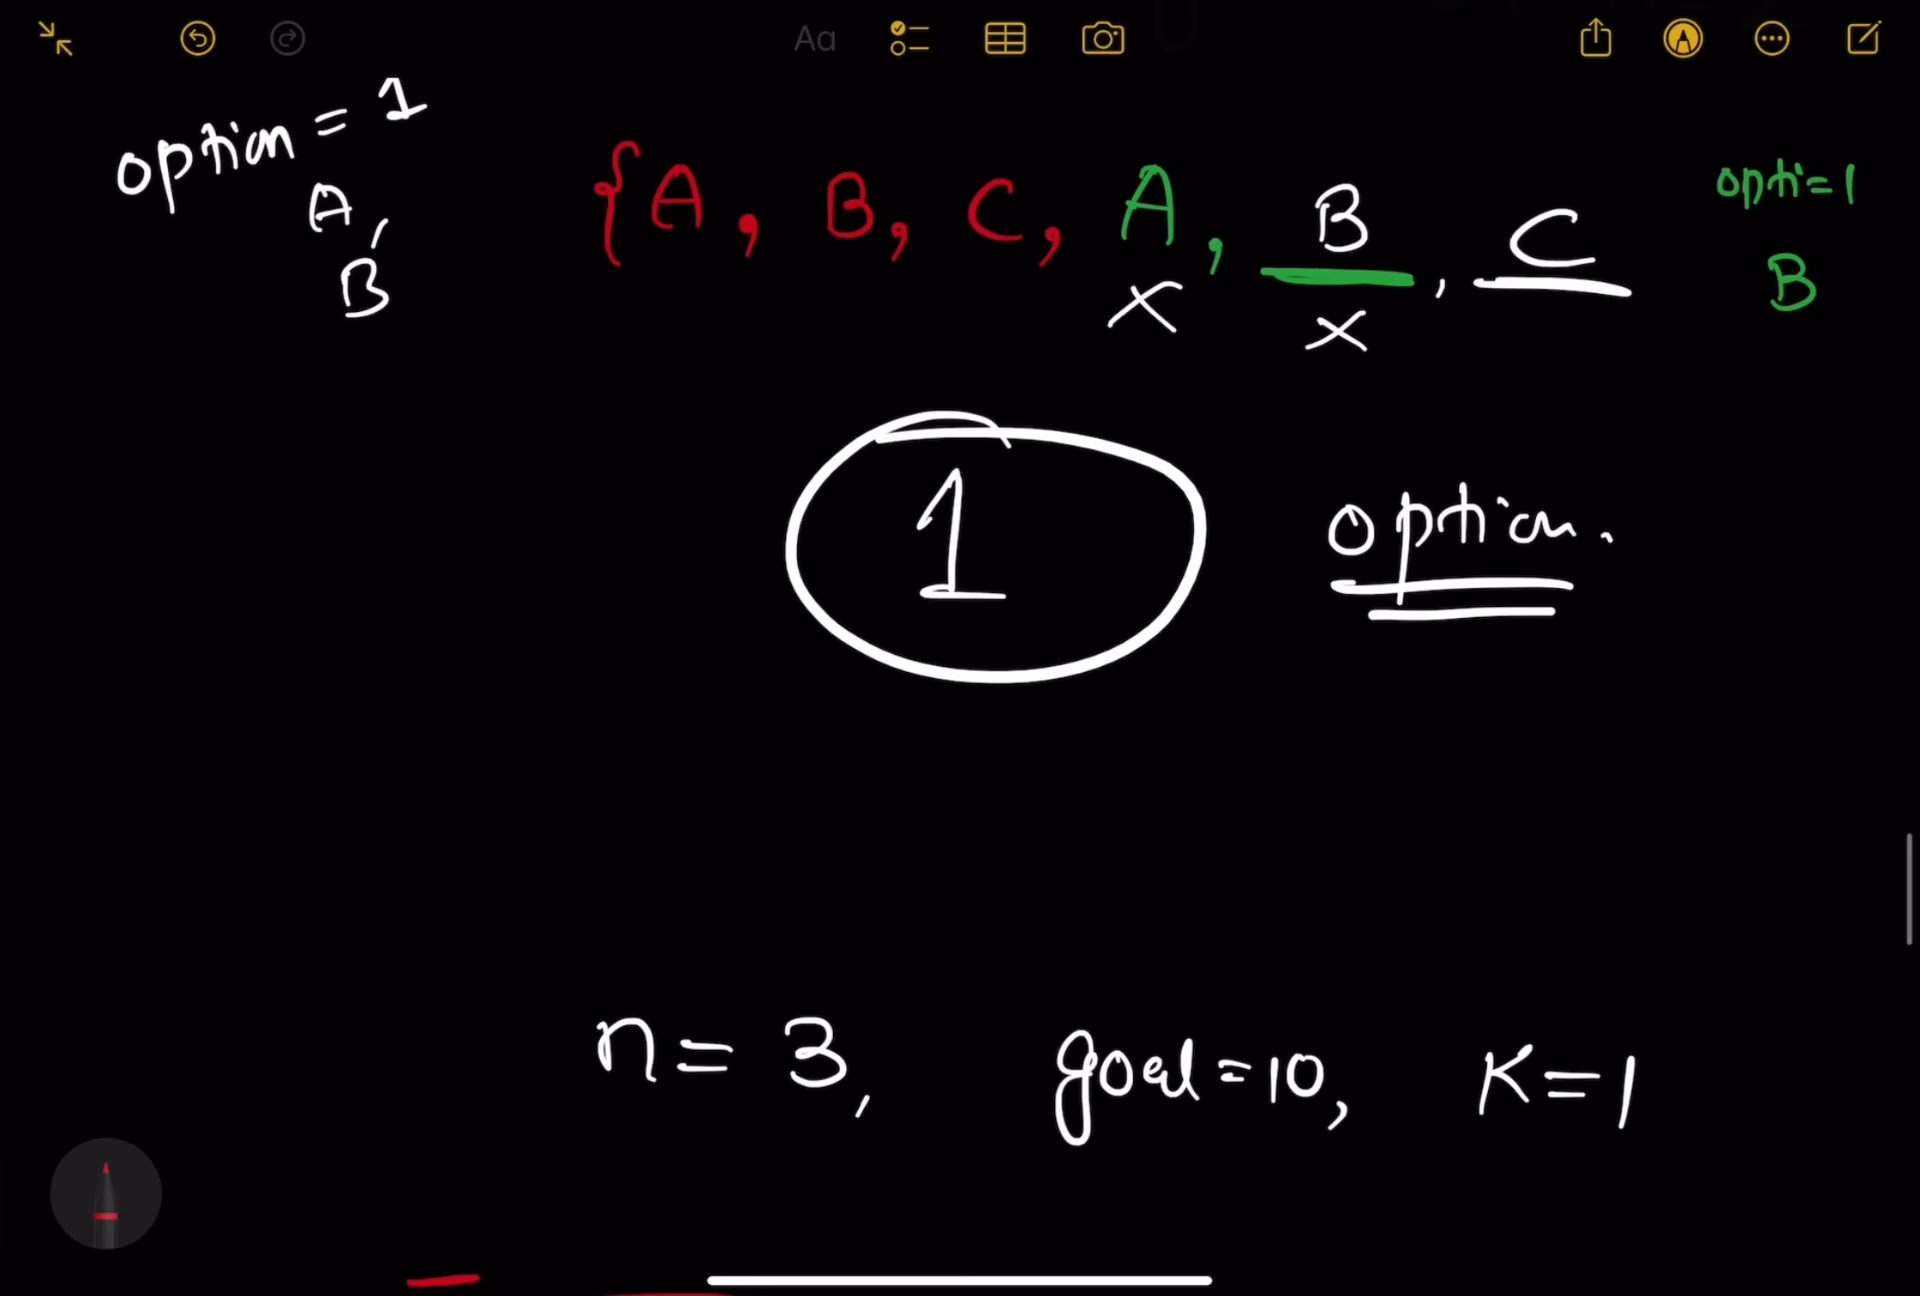 Aa
option = 1
A,
B
{A, B, C, A, B, C
x x
opti=1
B
1 option.
n = 3, goal = 10, K = 1